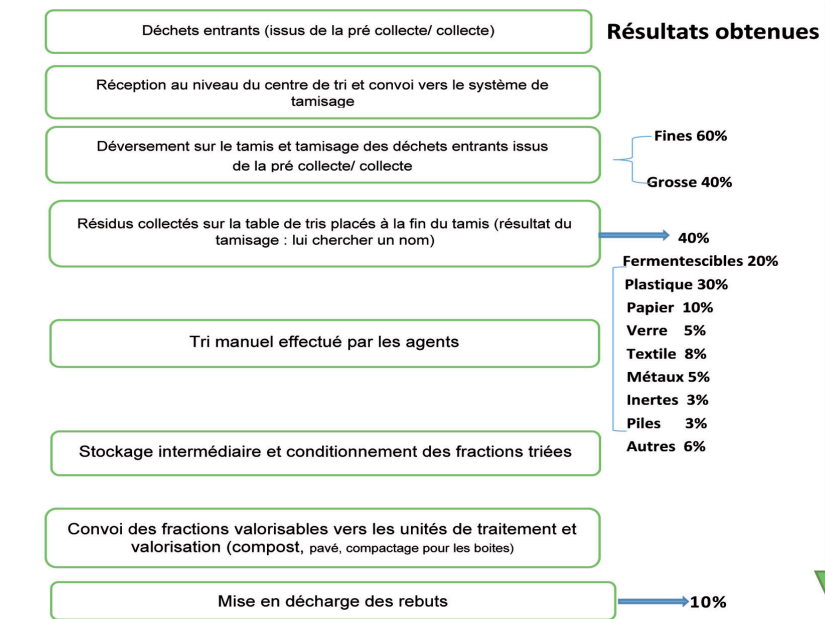 Déchets entrants (issus de la pré collecte/ collecte)
Résultats obtenues
Réception au niveau du centre de tri et convoi vers le système de
tamisage
Déversement sur le tamis et tamisage des déchets entrants issus
de la pré collecte/ collecte
Fines 60%
Grosse 40%
Résidus collectés sur la table de tris placés à la fin du tamis (résultat du
tamisage : lui chercher un nom)
40%
Fermentescibles 20%
Plastique 30%
Papier 10%
Verre 5%
Textile 8%
Métaux 5%
Inertes 3%
Piles 3%
Autres 6%
Tri manuel effectué par les agents
Stockage intermédiaire et conditionnement des fractions triées
Convoi des fractions valorisables vers les unités de traitement et
valorisation (compost, pavé, compactage pour les boites)
Mise en décharge des rebuts
10%